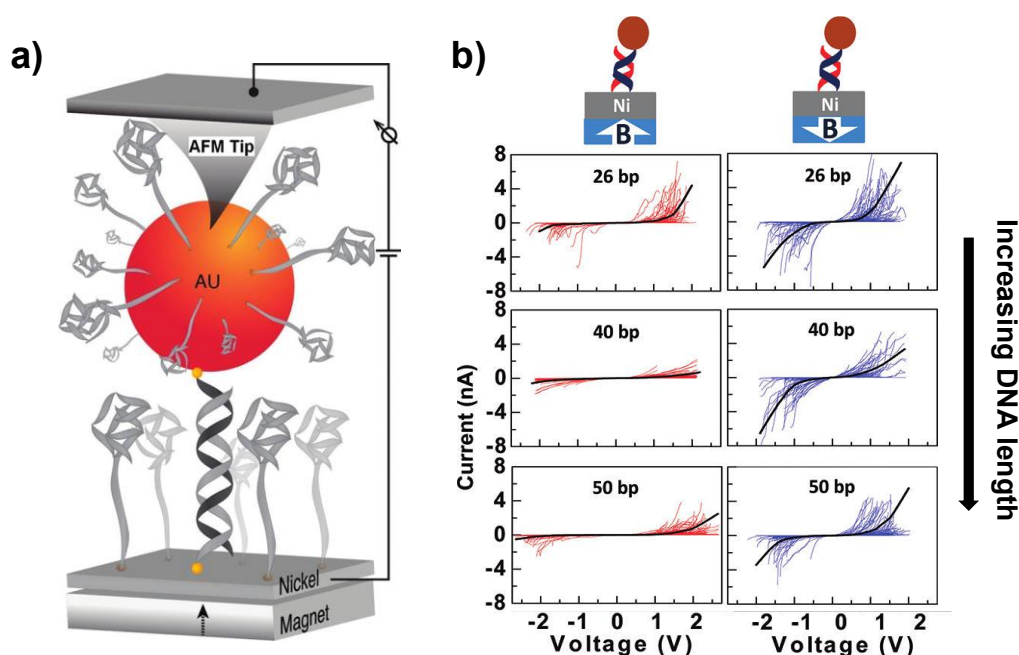 a)
AFM Tip
AU
Nickel
Magnet
b)
Ni
B
Ni
B
Current (nA)
8
4
0
-4
-8
26 bp
26 bp
8
4
0
-4
-8
40 bp
40 bp
8
4
0
-4
-8
50 bp
50 bp
-2 -1 0 1 2
-2 -1 0 1 2
Voltage (V)
Voltage (V)
Increasing DNA length